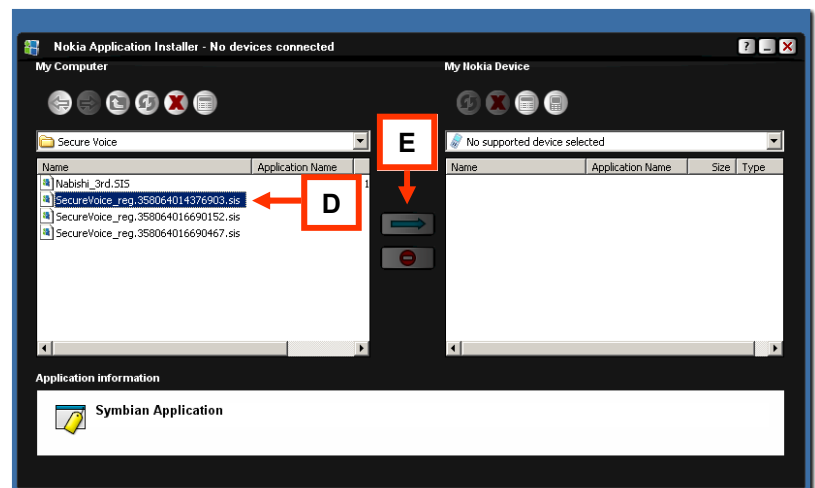 Nokia Application Installer - No devices connected
?
My Computer
My Nokia Device
Secure Voice
E
No supported device selected
Name Application Name
Name Application Name Size Type
Nabishi_3rd.SIS 1
SecureVoice_reg.358064014376903.sis
D
SecureVoice_reg.358064016690152.sis
SecureVoice_reg.358064016690467.sis
Application information
Symbian Application